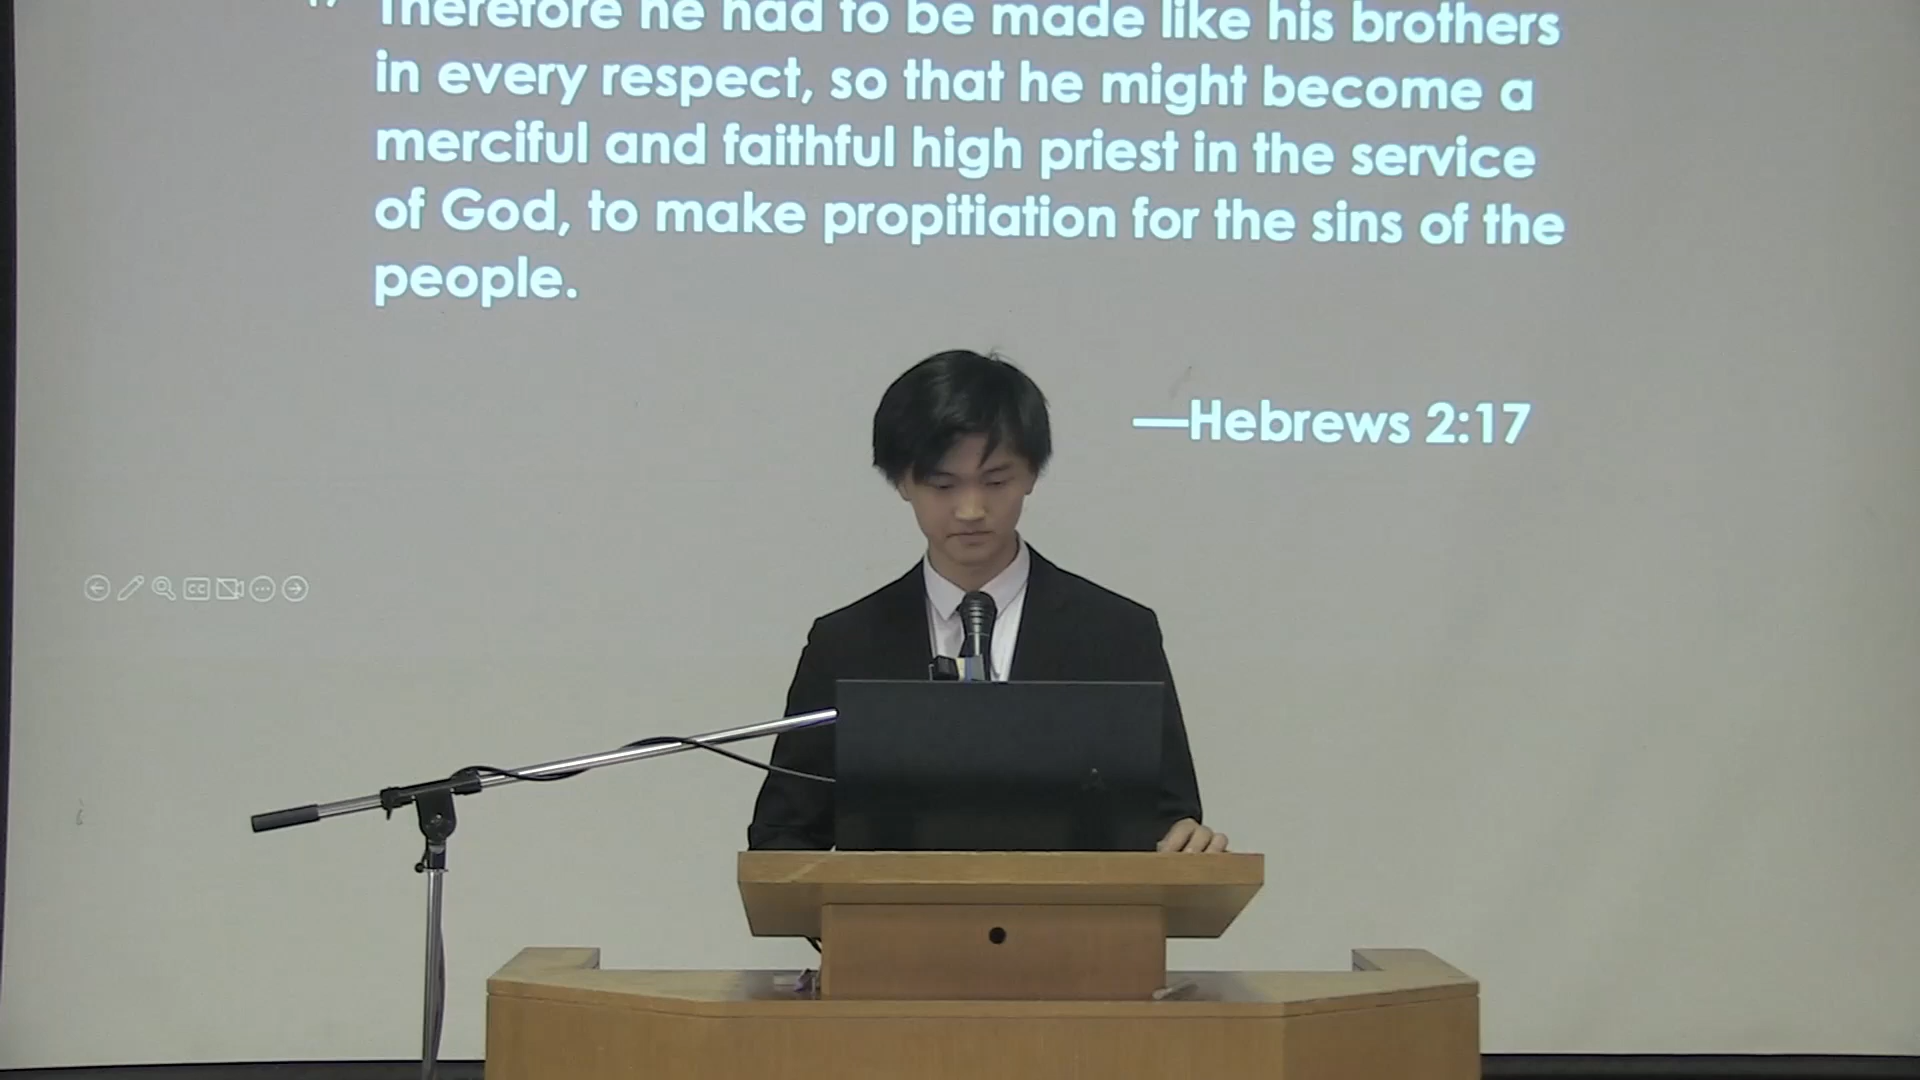 17 Therefore he had to be made like his brothers
in every respect, so that he might become a
merciful and faithful high priest in the service
of God, to make propitiation for the sins of the
people.
—Hebrews 2:17
CC